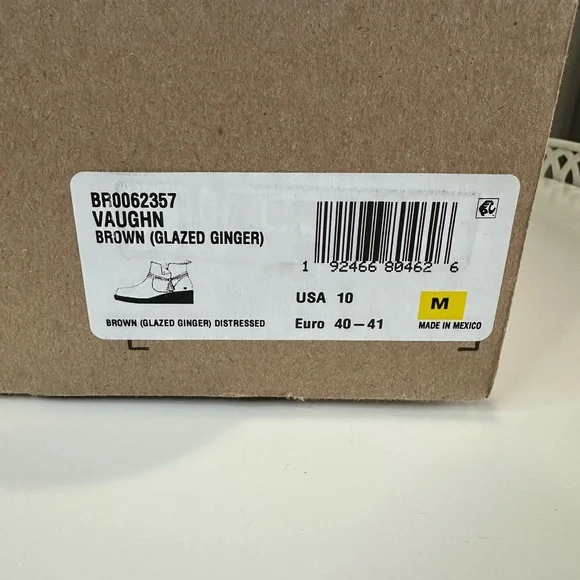 BR0062357
VAUGHN
BROWN (GLAZED GINGER)
1 92466 80462 6
USA 10
Euro 40-41
M
MADE IN MEXICO
BROWN (GLAZED GINGER) DISTRESSED